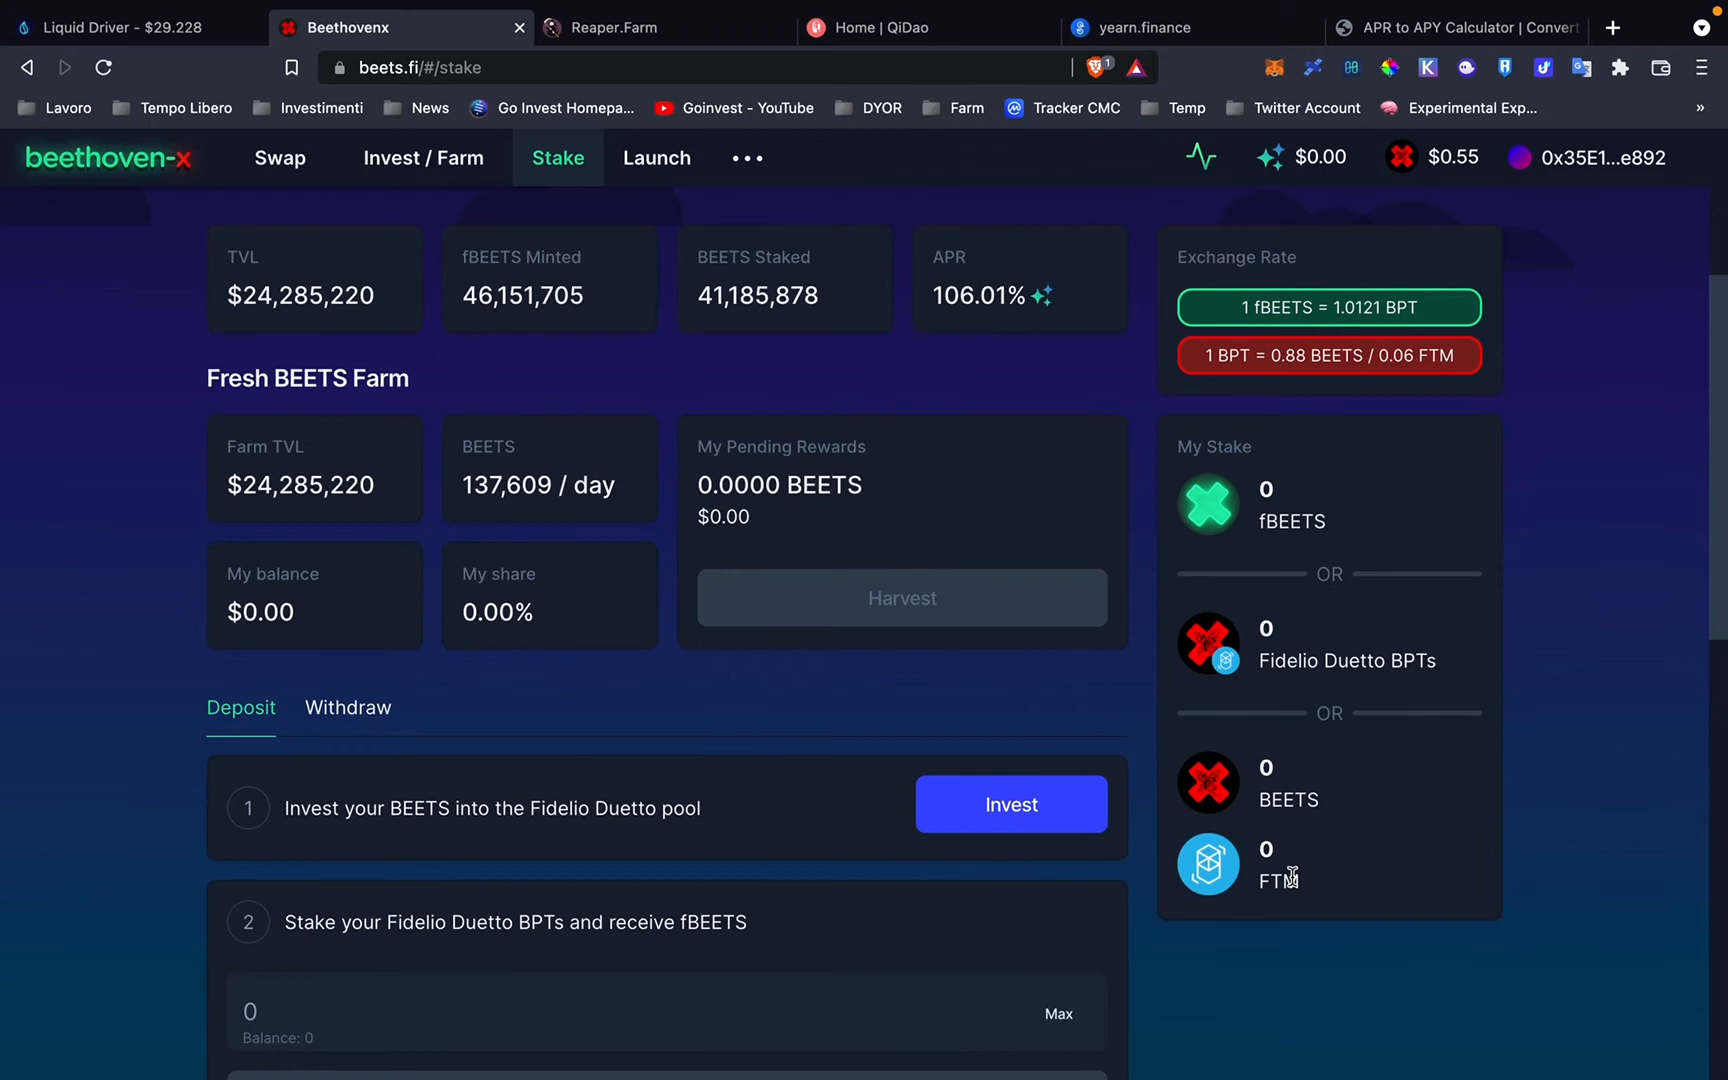 Liquid Driver - $29.228
Beethovenx
Reaper.Farm
Home | QiDao
yearn.finance
APR to APY Calculator | Convert
beets.fi/#/stake
1
Lavoro
Tempo Libero
Investimenti
News
Go Invest Homepa...
Goinvest - YouTube
DYOR
Farm
Tracker CMC
Temp
Twitter Account
Experimental Exp...
»
beethoven-x
Swap
Invest / Farm
Stake
Launch
$0.00
$0.55
0x35E1...e892
TVL
$24,285,220
fBEETS Minted
46,151,705
BEETS Staked
41,185,878
APR
106.01%
Exchange Rate
1 fBEETS = 1.0121 BPT
1 BPT = 0.88 BEETS / 0.06 FTM
Fresh BEETS Farm
Farm TVL
$24,285,220
BEETS
137,609 / day
My Pending Rewards
0.0000 BEETS
$0.00
Harvest
My balance
$0.00
My share
0.00%
My Stake
0
fBEETS
OR
0
Fidelio Duetto BPTs
OR
0
BEETS
0
FTM
Deposit
Withdraw
1
Invest your BEETS into the Fidelio Duetto pool
Invest
2
Stake your Fidelio Duetto BPTs and receive fBEETS
0
Balance: 0
Max